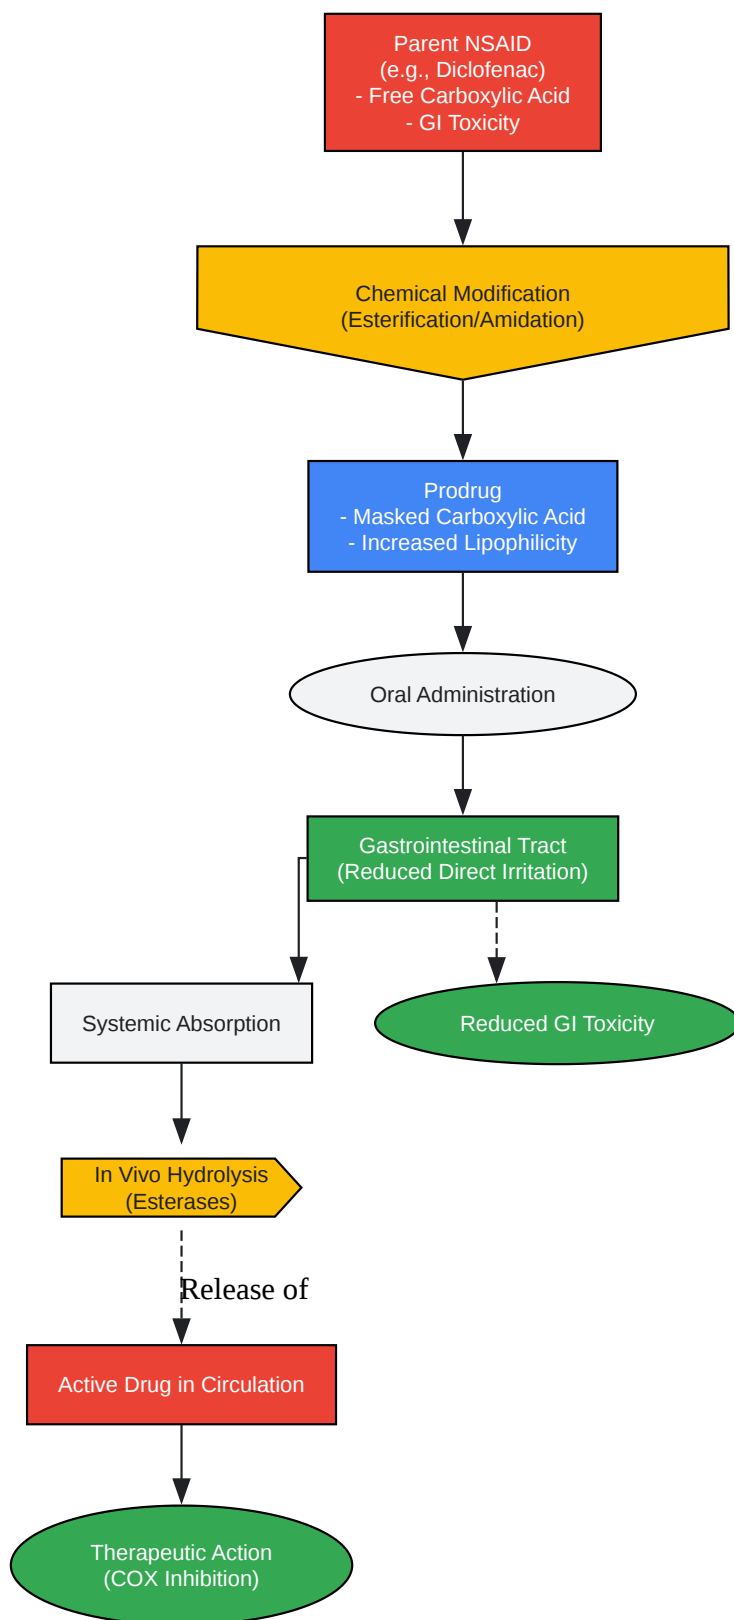 Parent NSAID
(e.g., Diclofenac)
- Free Carboxylic Acid
- GI Toxicity
Chemical Modification
(Esterification/Amidation)
Prodrug
- Masked Carboxylic Acid
- Increased Lipophilicity
Oral Administration
Gastrointestinal Tract
(Reduced Direct Irritation)
Systemic Absorption
Reduced GI Toxicity
In Vivo Hydrolysis
(Esterases)
Release of
Active Drug in Circulation
Therapeutic Action
(COX Inhibition)